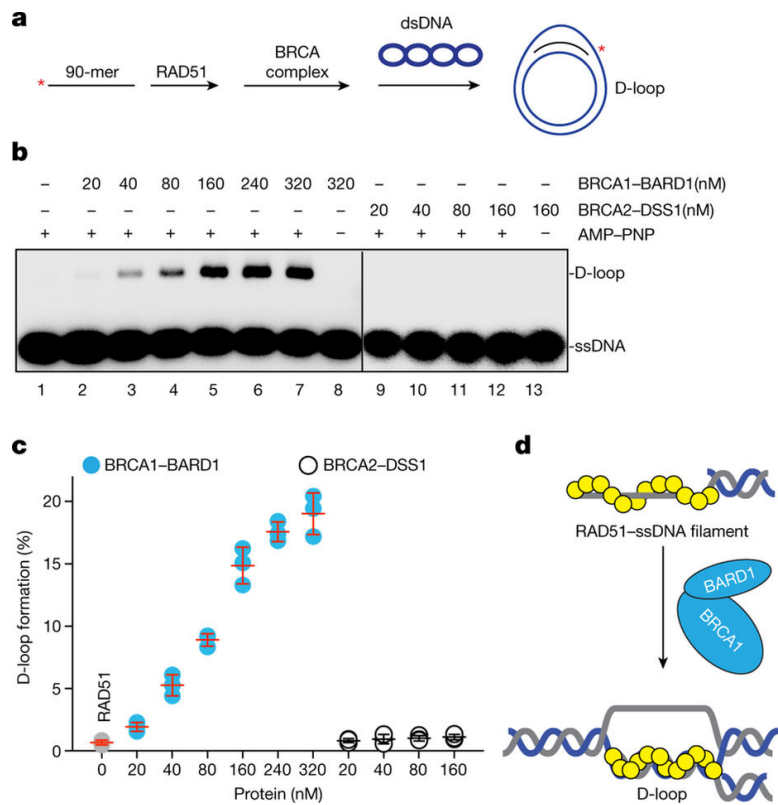 a
* 90-mer RAD51 BRCA complex dsDNA * D-loop
b
– 20 40 80 160 240 320 320 – – – – – BRCA1–BARD1(nM)
– – – – – – – – 20 40 80 160 160 BRCA2–DSS1(nM)
+ + + + + + + – + + + + – AMP–PNP
-D-loop
-ssDNA
1 2 3 4 5 6 7 8 9 10 11 12 13
c
BRCA1–BARD1 BRCA2–DSS1
D-loop formation (%)
20
15
10
5
0
RAD51
0 20 40 80 160 240 320 20 40 80 160
Protein (nM)
d
RAD51–ssDNA filament
BARD1
BRCA1
D-loop